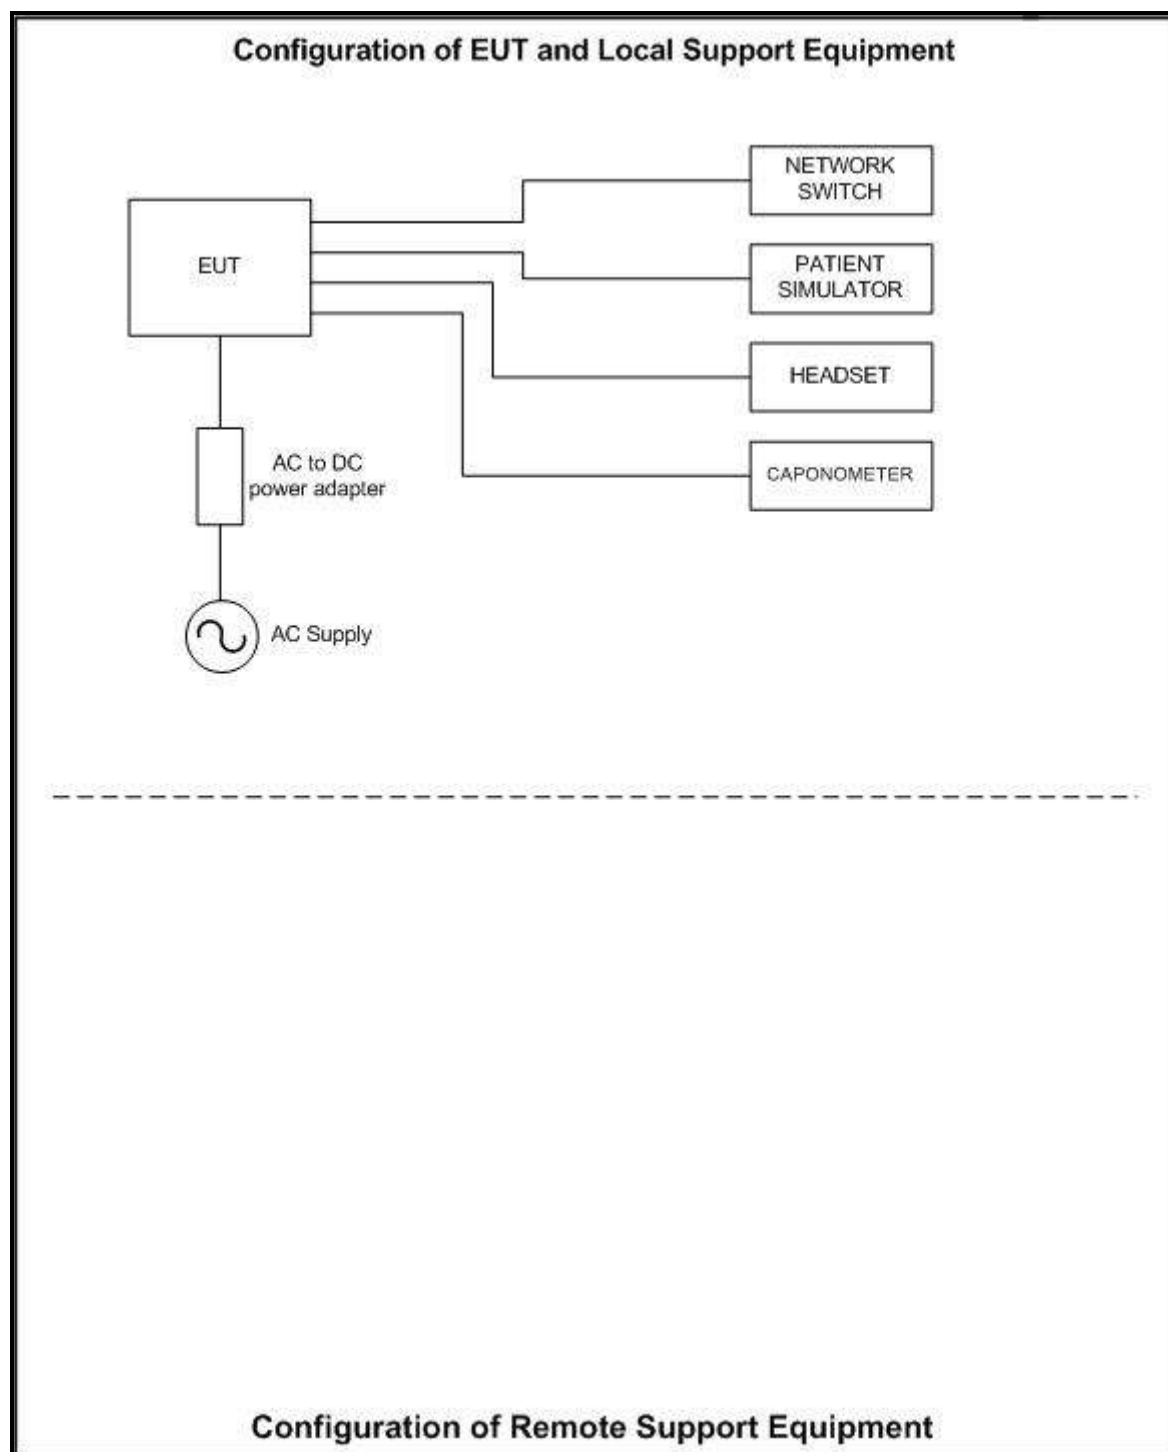 Configuration of EUT and Local Support Equipment
NETWORK
SWITCH
EUT
PATIENT
SIMULATOR
HEADSET
AC to DC
power adapter
CAPONOMETER
AC Supply
Configuration of Remote Support Equipment